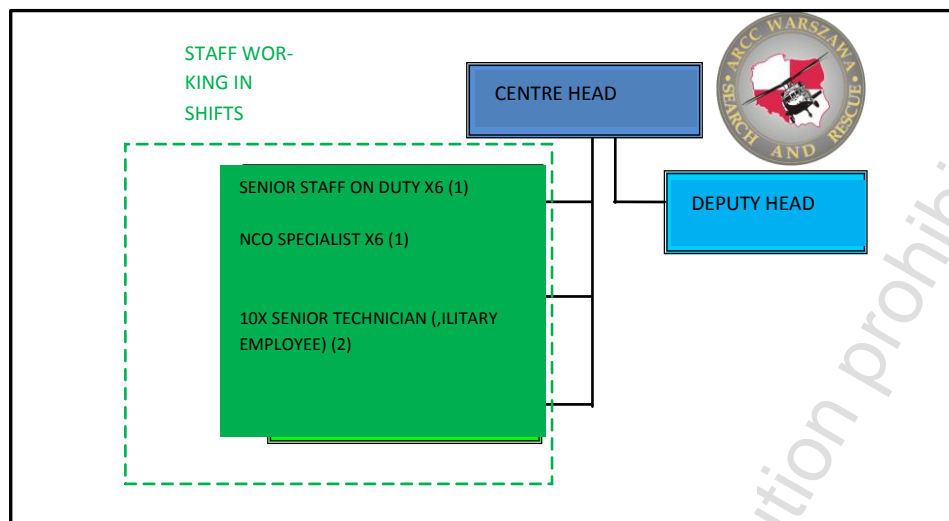 STAFF WOR-
KING IN
SHIFTS
CENTRE HEAD
ARCC WARSZAWA
SEARCH AND RESCUE
SENIOR STAFF ON DUTY X6 (1)
DEPUTY HEAD
NCO SPECIALIST X6 (1)
10X SENIOR TECHNICIAN (,ILITARY
EMPLOYEE) (2)